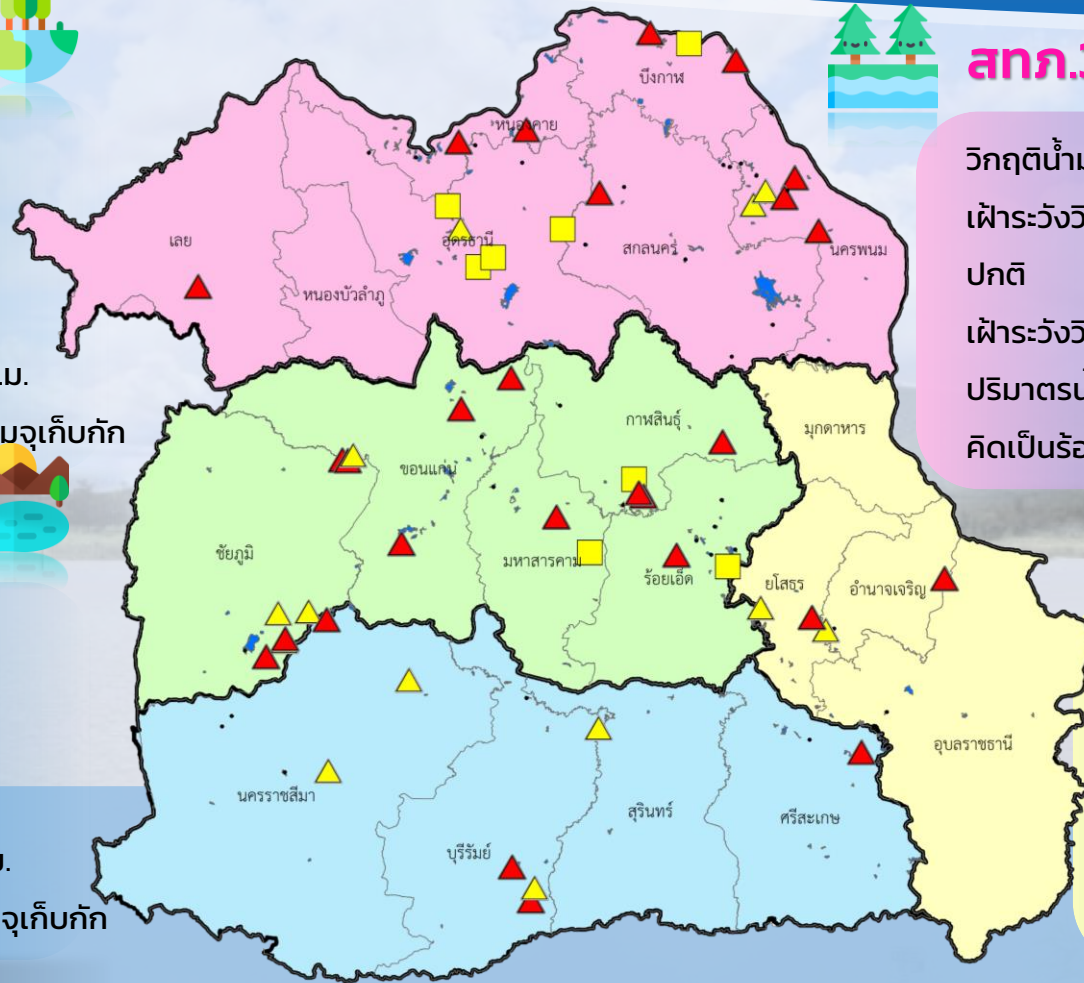 สทภ.3
วิกฤติน้ำม
เฝ้าระวังวิ
ปกติ
เฝ้าระวังวิ
ปริมาตรน้
คิดเป็นร้อ
.ม.
มจุเก็บกัก
ม.
จุเก็บกัก
บึงกาฬ
หนองคาย
เลย
อุดรธานี
สกลนคร
นครพนม
หนองบัวลำภู
กาฬสินธุ์
มุกดาหาร
ขอนแก่น
ชัยภูมิ
มหาสารคาม
ร้อยเอ็ด
ยโสธร
อำนาจเจริญ
อุบลราชธานี
นครราชสีมา
สุรินทร์
ศรีสะเกษ
บุรีรัมย์